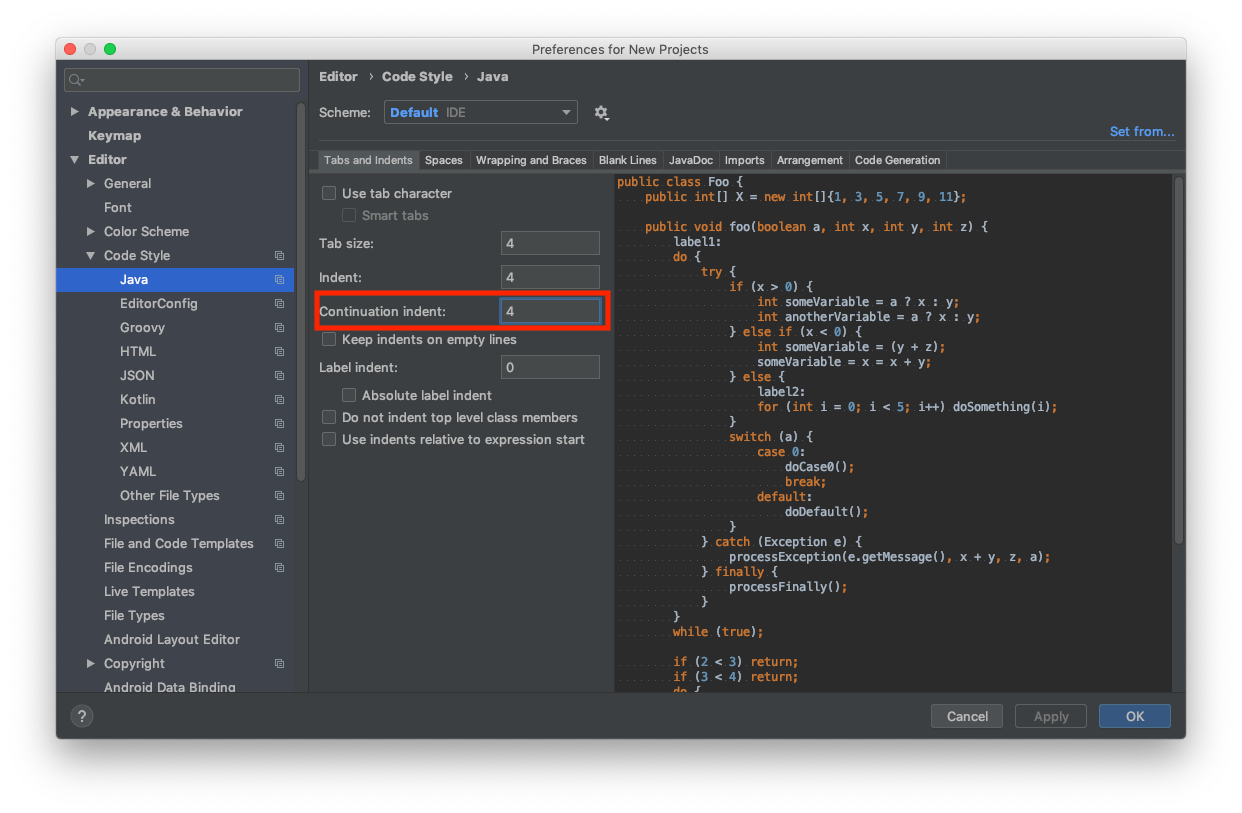 Preferences for New Projects
Appearance & Behavior
Keymap
Editor
General
Font
Color Scheme
Code Style
Java
EditorConfig
Groovy
HTML
JSON
Kotlin
Properties
XML
YAML
Other File Types
Inspections
File and Code Templates
File Encodings
Live Templates
File Types
Android Layout Editor
Copyright
Android Data Binding
Editor › Code Style › Java
Scheme: Default IDE
Set from...
Tabs and Indents Spaces Wrapping and Braces Blank Lines JavaDoc Imports Arrangement Code Generation
Use tab character
Smart tabs
Tab size: 4
Indent: 4
Continuation indent: 4
Keep indents on empty lines
Label indent: 0
Absolute label indent
Do not indent top level class members
Use indents relative to expression start
public class Foo {
public int[] X = new int[]{1, 3, 5, 7, 9, 11};
public void foo(boolean a, int x, int y, int z) {
label1:
do {
try {
if (x > 0) {
int someVariable = a ? x : y;
int anotherVariable = a ? x : y;
} else if (x < 0) {
int someVariable = (y + z);
someVariable = x = x + y;
} else {
label2:
for (int i = 0; i < 5; i++) doSomething(i);
}
switch (a) {
case 0:
doCase0();
break;
default:
doDefault();
}
} catch (Exception e) {
processException(e.getMessage(), x + y, z, a);
} finally {
processFinally();
}
}
while (true);
if (2 < 3) return;
if (3 < 4) return;
do {
?
Cancel Apply OK